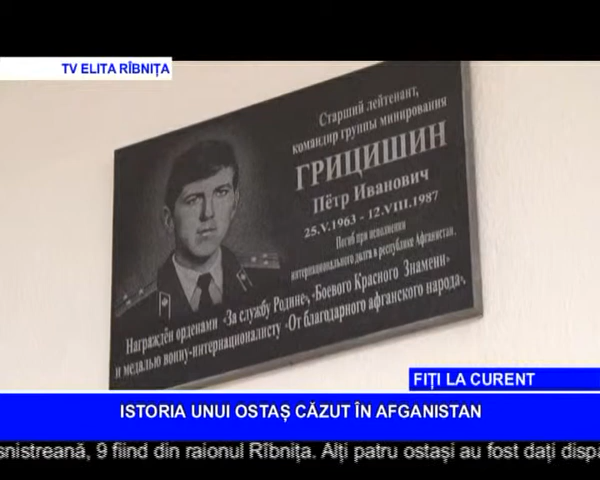 TV ELITA RÎBNIȚA
Старший лейтенант,
командир группы минирования
ГРИЦИШИН
Пётр Иванович
25.V.1963 - 12.VIII.1987
Погиб при исполнении
интернационального долга в республике Афганистан.
Награждён орденами «За службу Родине», «Боевого Красного Знамени»
и медалью воину-интернационалисту «От благодарного афганского народа».
FIȚI LA CURENT
ISTORIA UNUI OSTAȘ CĂZUT ÎN AFGANISTAN
snistreană, 9 fiind din raionul Rîbnița. Alți patru ostași au fost dați dispă